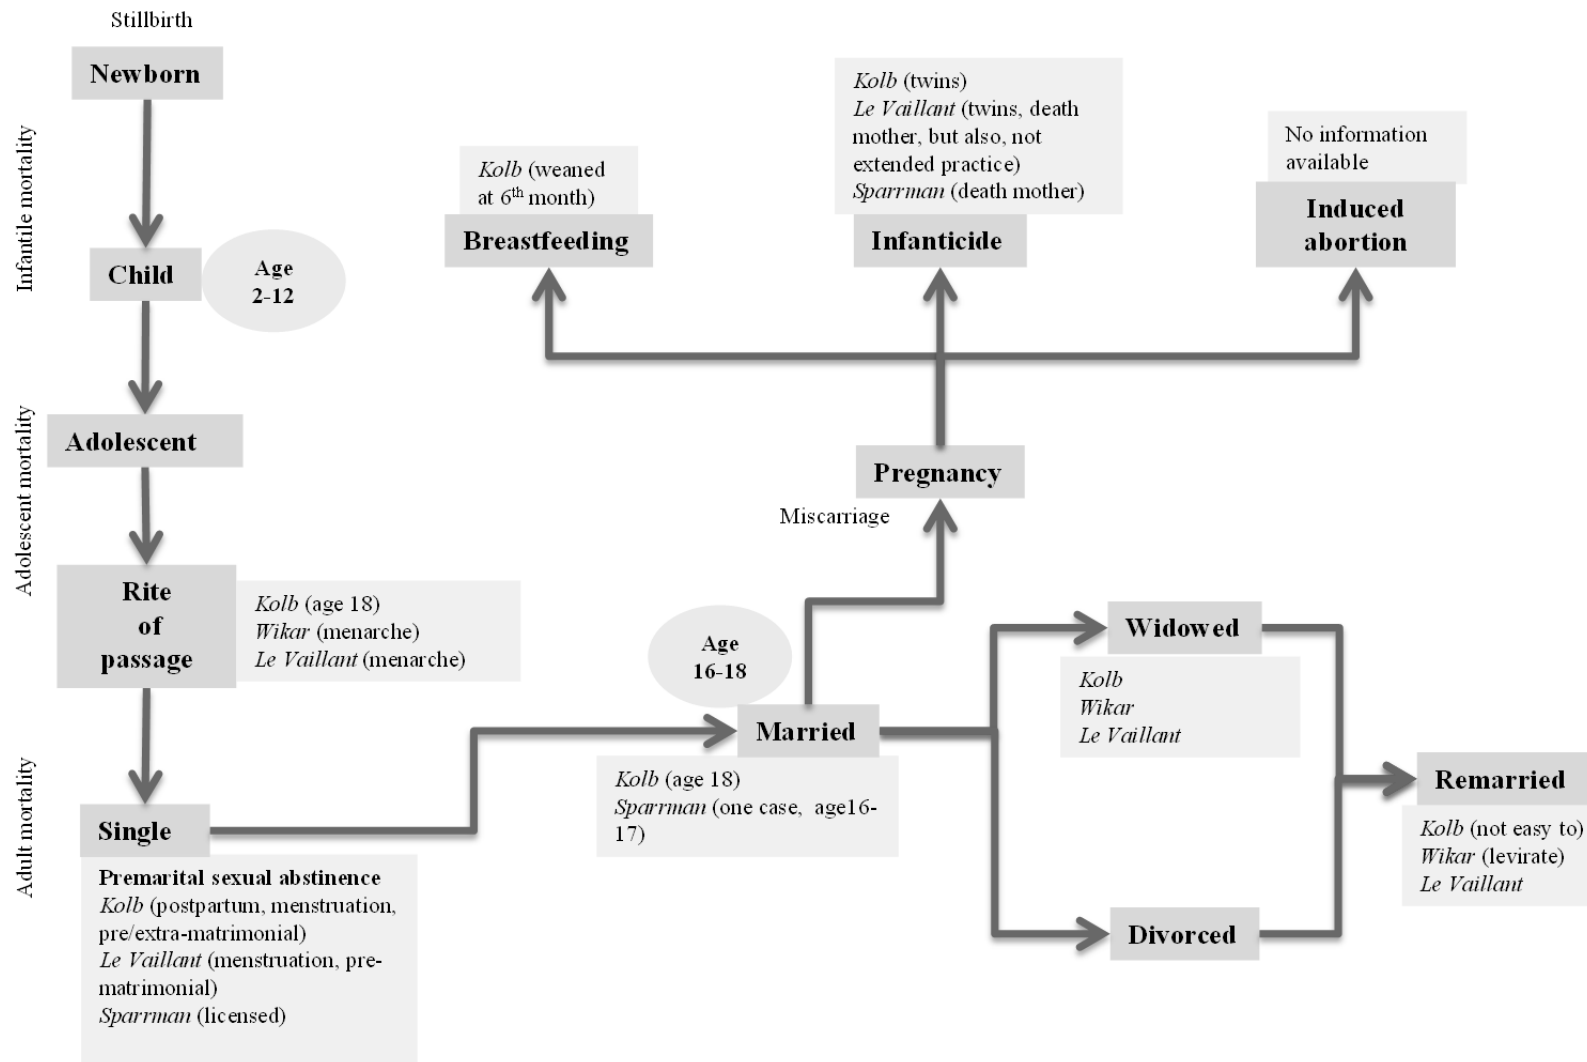 Stillbirth
Newborn
Infantile mortality
Child
Age
2-12
Adolescent
Adolescent mortality
Rite
of
passage
Kolb (age 18)
Wikar (menarche)
Le Vaillant (menarche)
Adult mortality
Single
Premarital sexual abstinence
Kolb (postpartum, menstruation,
pre/extra-matrimonial)
Le Vaillant (menstruation, pre-
matrimonial)
Sparrman (licensed)
Age
16-18
Married
Kolb (age 18)
Sparrman (one case, age16-
17)
Miscarriage
Pregnancy
Kolb (weaned
at 6th month)
Breastfeeding
Kolb (twins)
Le Vaillant (twins, death
mother, but also, not
extended practice)
Sparrman (death mother)
Infanticide
No information
available
Induced
abortion
Widowed
Kolb
Wikar
Le Vaillant
Divorced
Remarried
Kolb (not easy to)
Wikar (levirate)
Le Vaillant